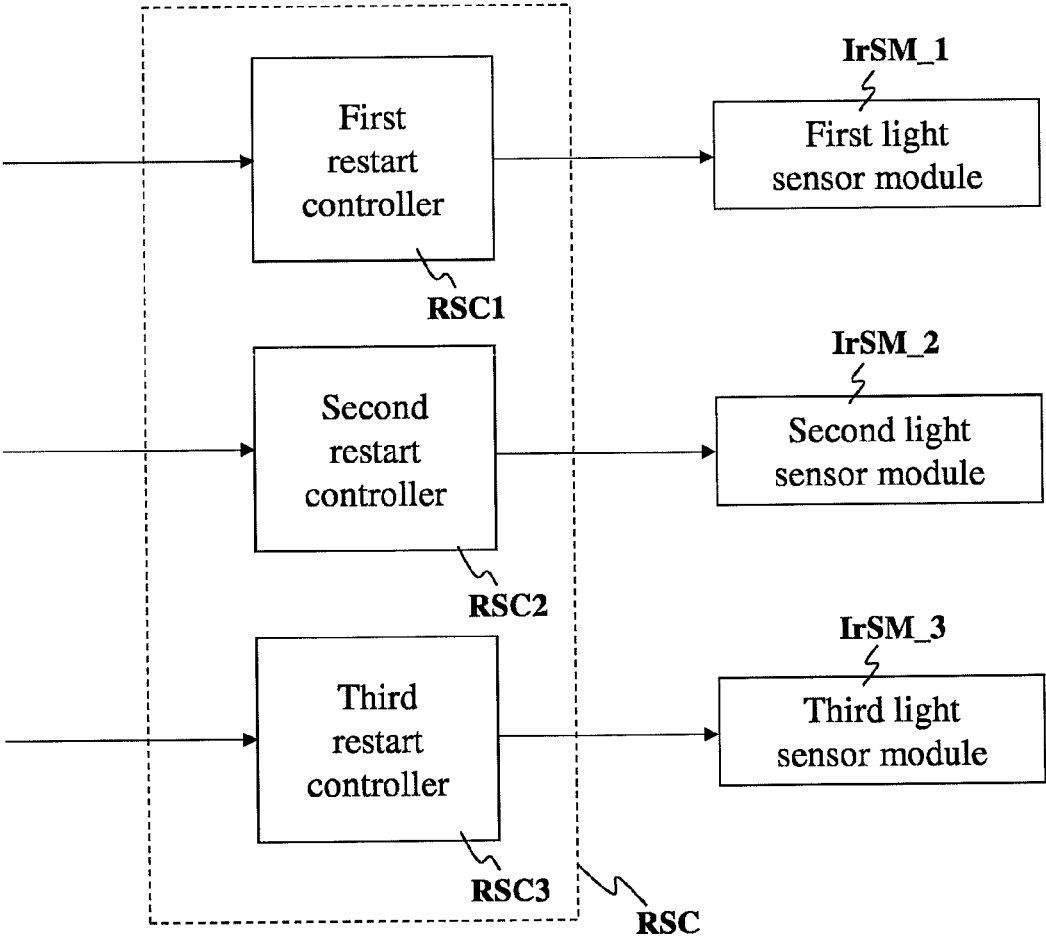 IrSM_1
First
restart
controller
First light
sensor module
RSC1
IrSM_2
Second
restart
controller
Second light
sensor module
RSC2
IrSM_3
Third
restart
controller
Third light
sensor module
RSC3
RSC